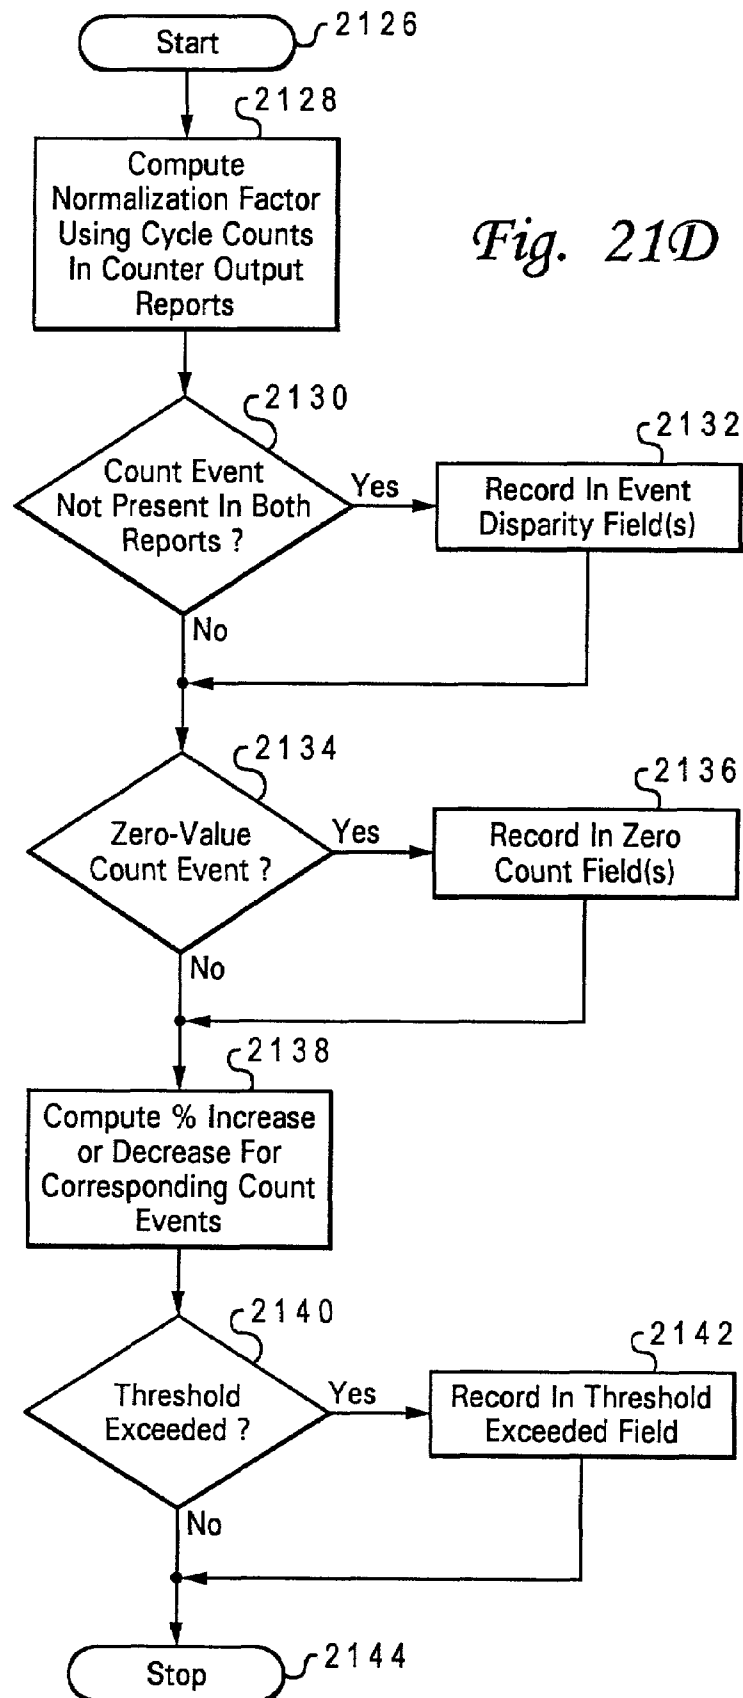 Start
2126
2128
Compute
Normalization Factor
Using Cycle Counts
In Counter Output
Reports
Fig. 21D
2130
Count Event
Not Present In Both
Reports ?
Yes
2132
Record In Event
Disparity Field(s)
No
2134
Zero-Value
Count Event ?
Yes
2136
Record In Zero
Count Field(s)
No
2138
Compute % Increase
or Decrease For
Corresponding Count
Events
2140
Threshold
Exceeded ?
Yes
2142
Record In Threshold
Exceeded Field
No
Stop
2144